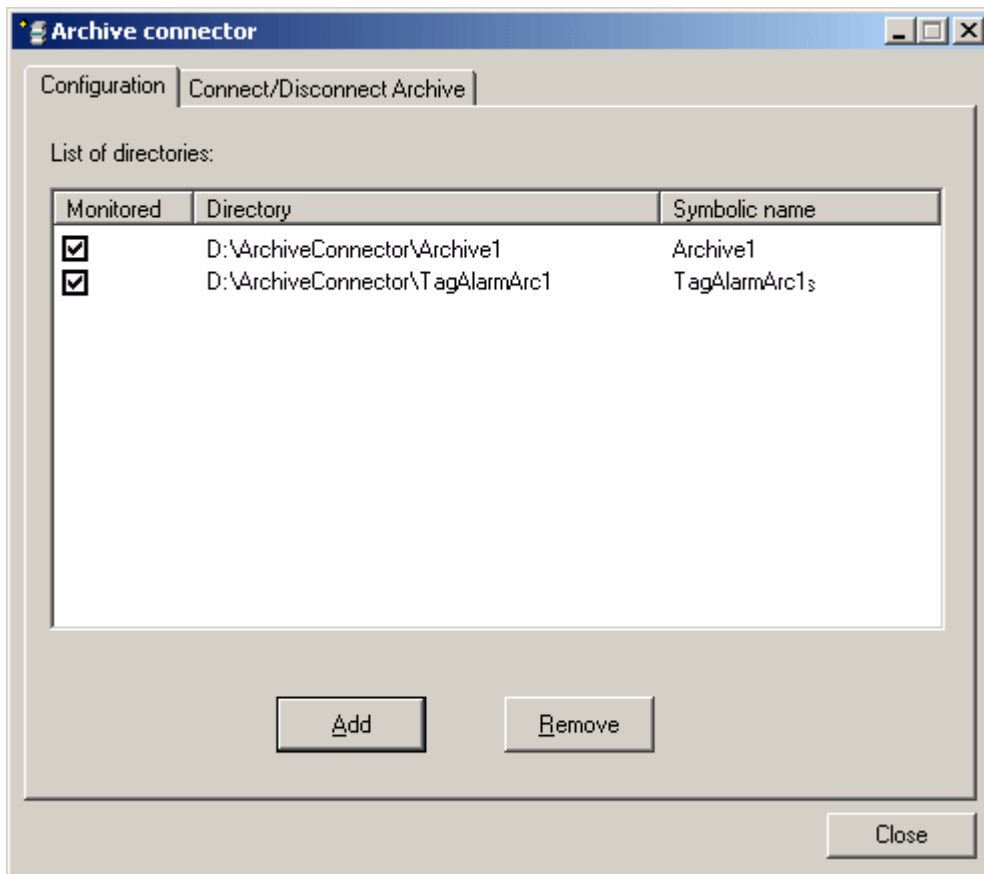 Archive connector
Configuration Connect/Disconnect Archive
List of directories:
Monitored Directory Symbolic name
D:\ArchiveConnector\Archive1 Archive1
D:\ArchiveConnector\TagAlarmArc1 TagAlarmArc1s
Add Remove
Close